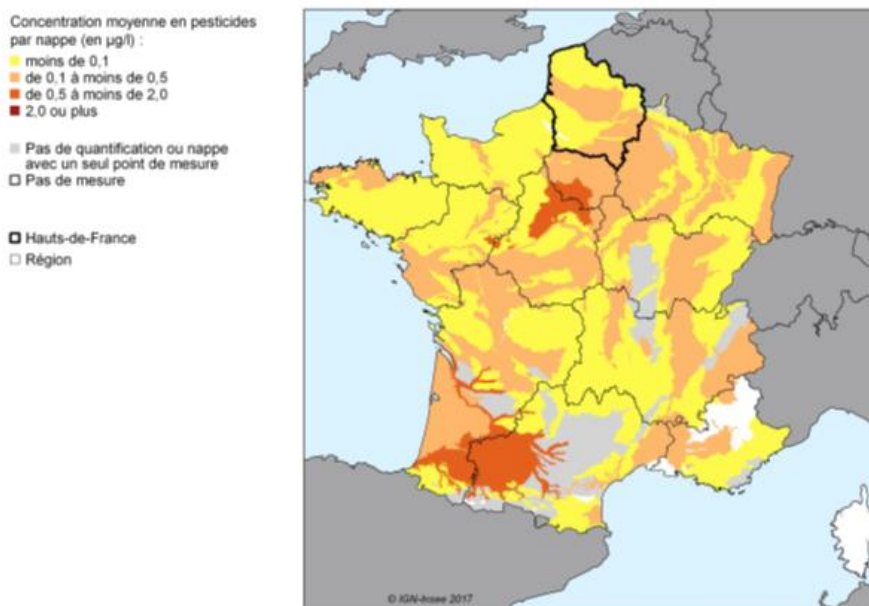 Concentration moyenne en pesticides
par nappe (en µg/l) :
moins de 0,1
de 0,1 à moins de 0,5
de 0,5 à moins de 2,0
2,0 ou plus
Pas de quantification ou nappe
avec un seul point de mesure
Pas de mesure
Hauts-de-France
Région
© IGN-Insee 2017